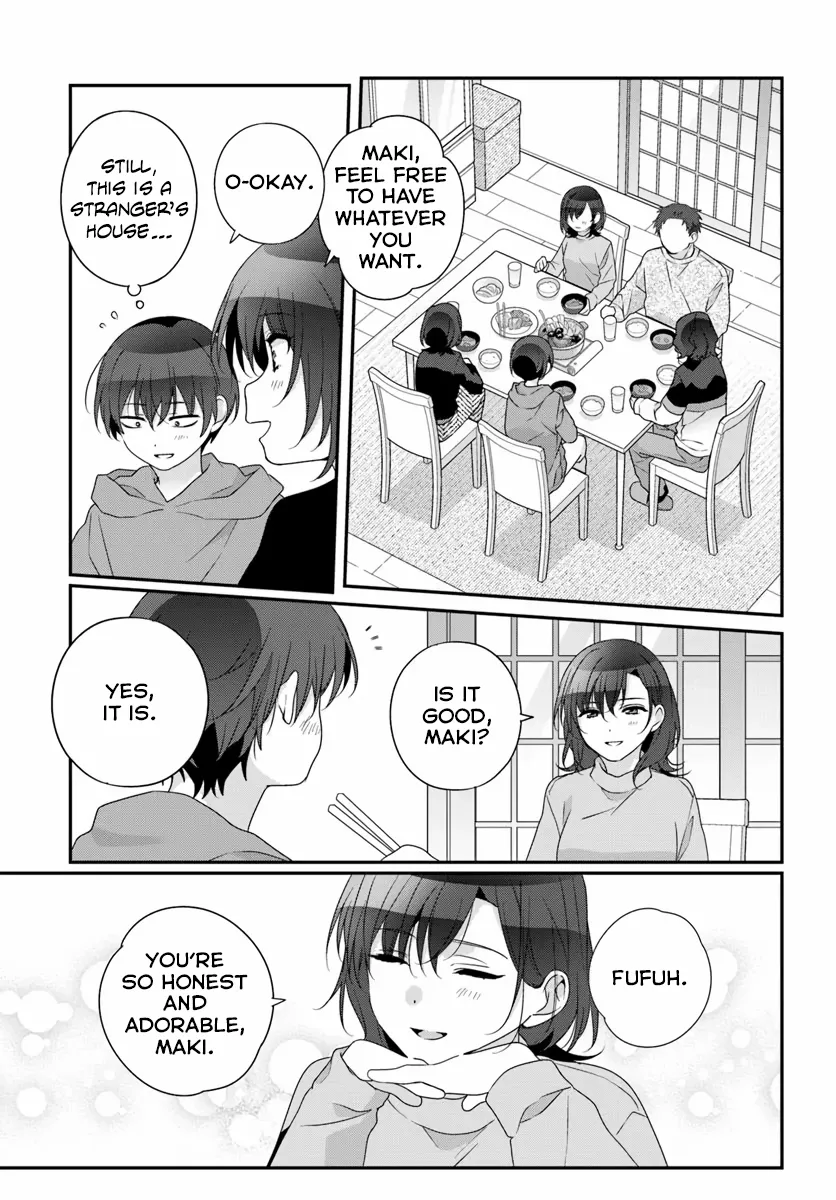 MAKI,
FEEL FREE
TO HAVE
WHATEVER
YOU
WANT.
O-OKAY.
STILL,
THIS IS A
STRANGER'S
HOUSE...
IS IT
GOOD,
MAKI?
YES,
IT IS.
FUFUH.
YOU'RE
SO HONEST
AND
ADORABLE,
MAKI.